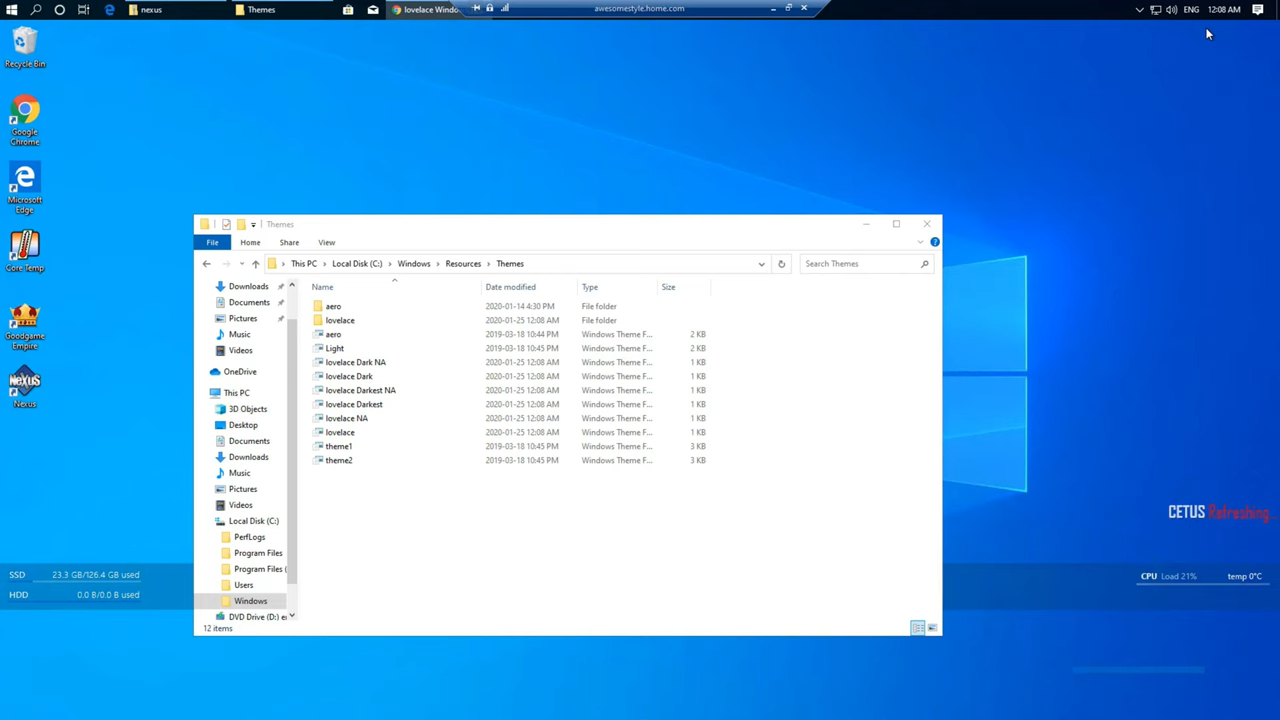 nexus Themes lovelace Windo awesomestyle.home.com ENG 12:08 AM
Recycle Bin
Google
Chrome
Microsoft
Edge
Core Temp
Goodgame
Empire
Nexus
Themes
File Home Share View
This PC > Local Disk (C:) > Windows > Resources > Themes Search Themes
Name Date modified Type Size
Downloads
Documents
Pictures
Music
Videos
OneDrive
This PC
3D Objects
Desktop
Documents
Downloads
Music
Pictures
Videos
Local Disk (C:)
PerfLogs
Program Files
Program Files (
Users
Windows
DVD Drive (D:) e
aero 2020-01-14 4:30 PM File folder
lovelace 2020-01-25 12:08 AM File folder
aero 2019-03-18 10:44 PM Windows Theme F... 2 KB
Light 2019-03-18 10:45 PM Windows Theme F... 2 KB
lovelace Dark NA 2020-01-25 12:08 AM Windows Theme F... 1 KB
lovelace Dark 2020-01-25 12:08 AM Windows Theme F... 1 KB
lovelace Darkest NA 2020-01-25 12:08 AM Windows Theme F... 1 KB
lovelace Darkest 2020-01-25 12:08 AM Windows Theme F... 1 KB
lovelace NA 2020-01-25 12:08 AM Windows Theme F... 1 KB
lovelace 2020-01-25 12:08 AM Windows Theme F... 1 KB
theme1 2019-03-18 10:45 PM Windows Theme F... 3 KB
theme2 2019-03-18 10:45 PM Windows Theme F... 3 KB
12 items
CETUS Refreshing
SSD 23.3 GB/126.4 GB used
HDD 0.0 B/0.0 B used
CPU Load 21% temp 0°C